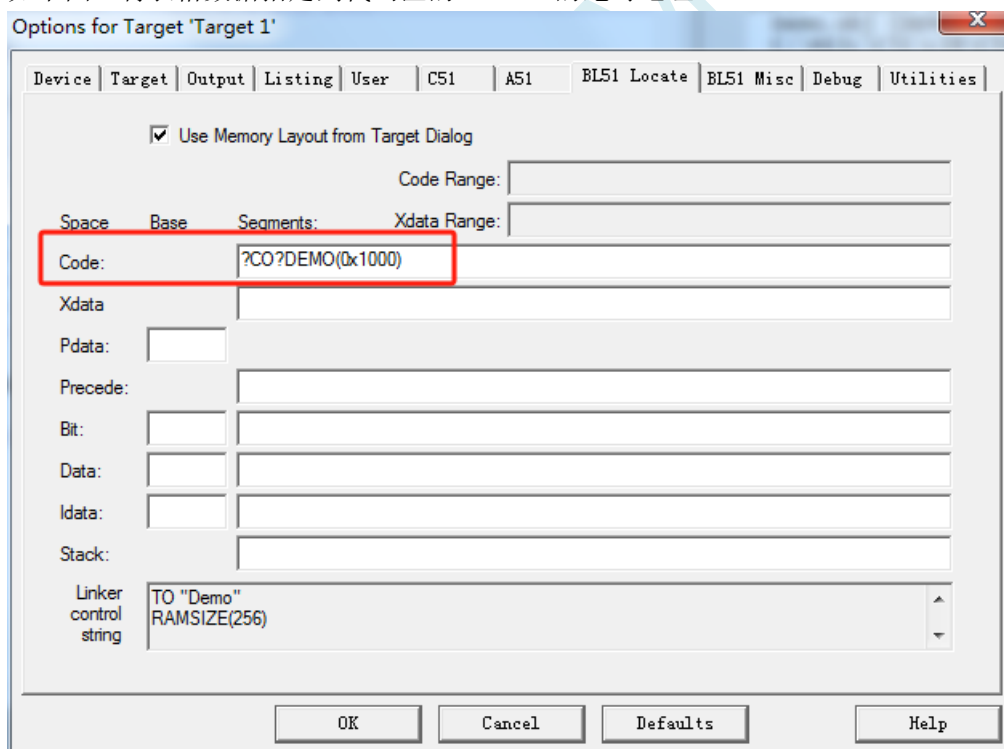 Options for Target 'Target 1'
Device Target Output Listing User C51 A51 BL51 Locate BL51 Misc Debug Utilities
Use Memory Layout from Target Dialog
Code Range:
Space Base Segments: Xdata Range:
Code: ?CO?DEMO(0x1000)
Xdata
Pdata:
Precede:
Bit:
Data:
Idata:
Stack:
Linker control string
TO "Demo"
RAMSIZE(256)
OK Cancel Defaults Help